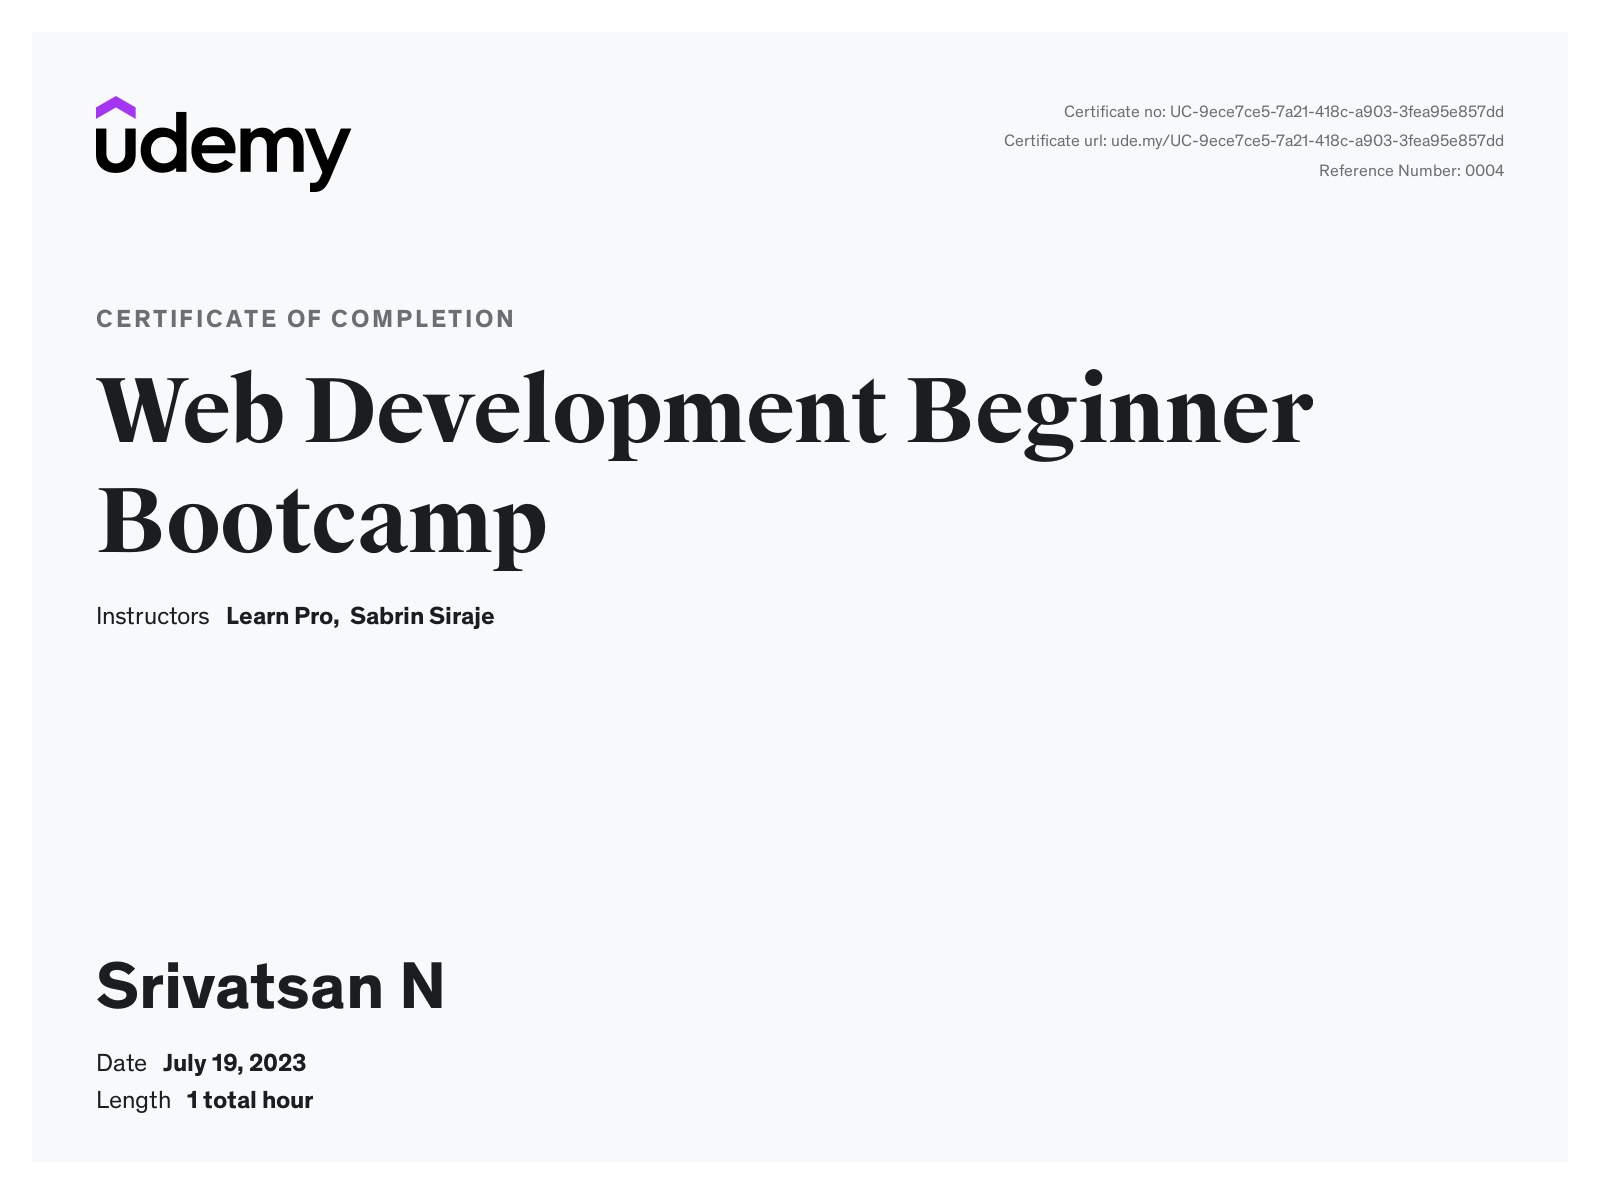 udemy
Certificate no: UC-9ece7ce5-7a21-418c-a903-3fea95e857dd
Certificate url: ude.my/UC-9ece7ce5-7a21-418c-a903-3fea95e857dd
Reference Number: 0004
CERTIFICATE OF COMPLETION
Web Development Beginner
Bootcamp
Instructors Learn Pro, Sabrin Siraje
Srivatsan N
Date July 19, 2023
Length 1 total hour